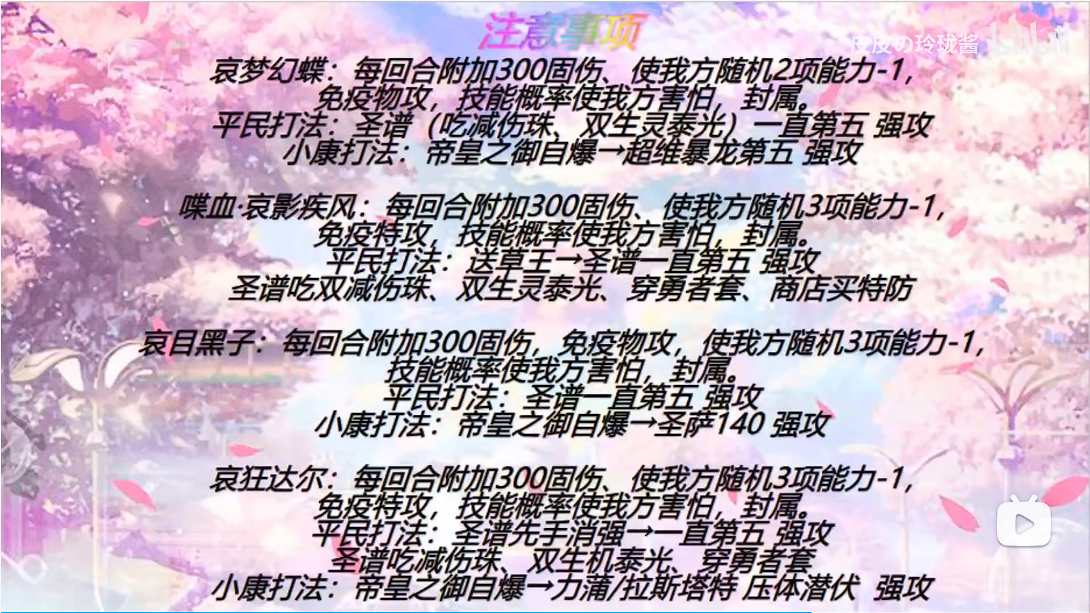 注意事项
皮皮の玲珑酱
哀梦幻蝶：每回合附加300固伤、使我方随机2项能力-1，
免疫物攻，技能概率使我方害怕，封属。
平民打法：圣谱（吃减伤珠、双生灵泰光）一直第五 强攻
小康打法：帝皇之御自爆→超维暴龙第五 强攻
喋血·哀影疾风：每回合附加300固伤、使我方随机3项能力-1，
免疫特攻，技能概率使我方害怕，封属。
平民打法：送草王→圣谱一直第五 强攻
圣谱吃双减伤珠、双生灵泰光、穿勇者套、商店买特防
哀目黑子：每回合附加300固伤，免疫物攻，使我方随机3项能力-1，
技能概率使我方害怕，封属。
平民打法：圣谱一直第五 强攻
小康打法：帝皇之御自爆→圣萨140 强攻
哀狂达尔：每回合附加300固伤、使我方随机3项能力-1，
免疫特攻，技能概率使我方害怕，封属。
平民打法：圣谱先手消强→一直第五 强攻
圣谱吃减伤珠、双生机泰光、穿勇者套
小康打法：帝皇之御自爆→力蒲/拉斯塔特 压体潜伏 强攻